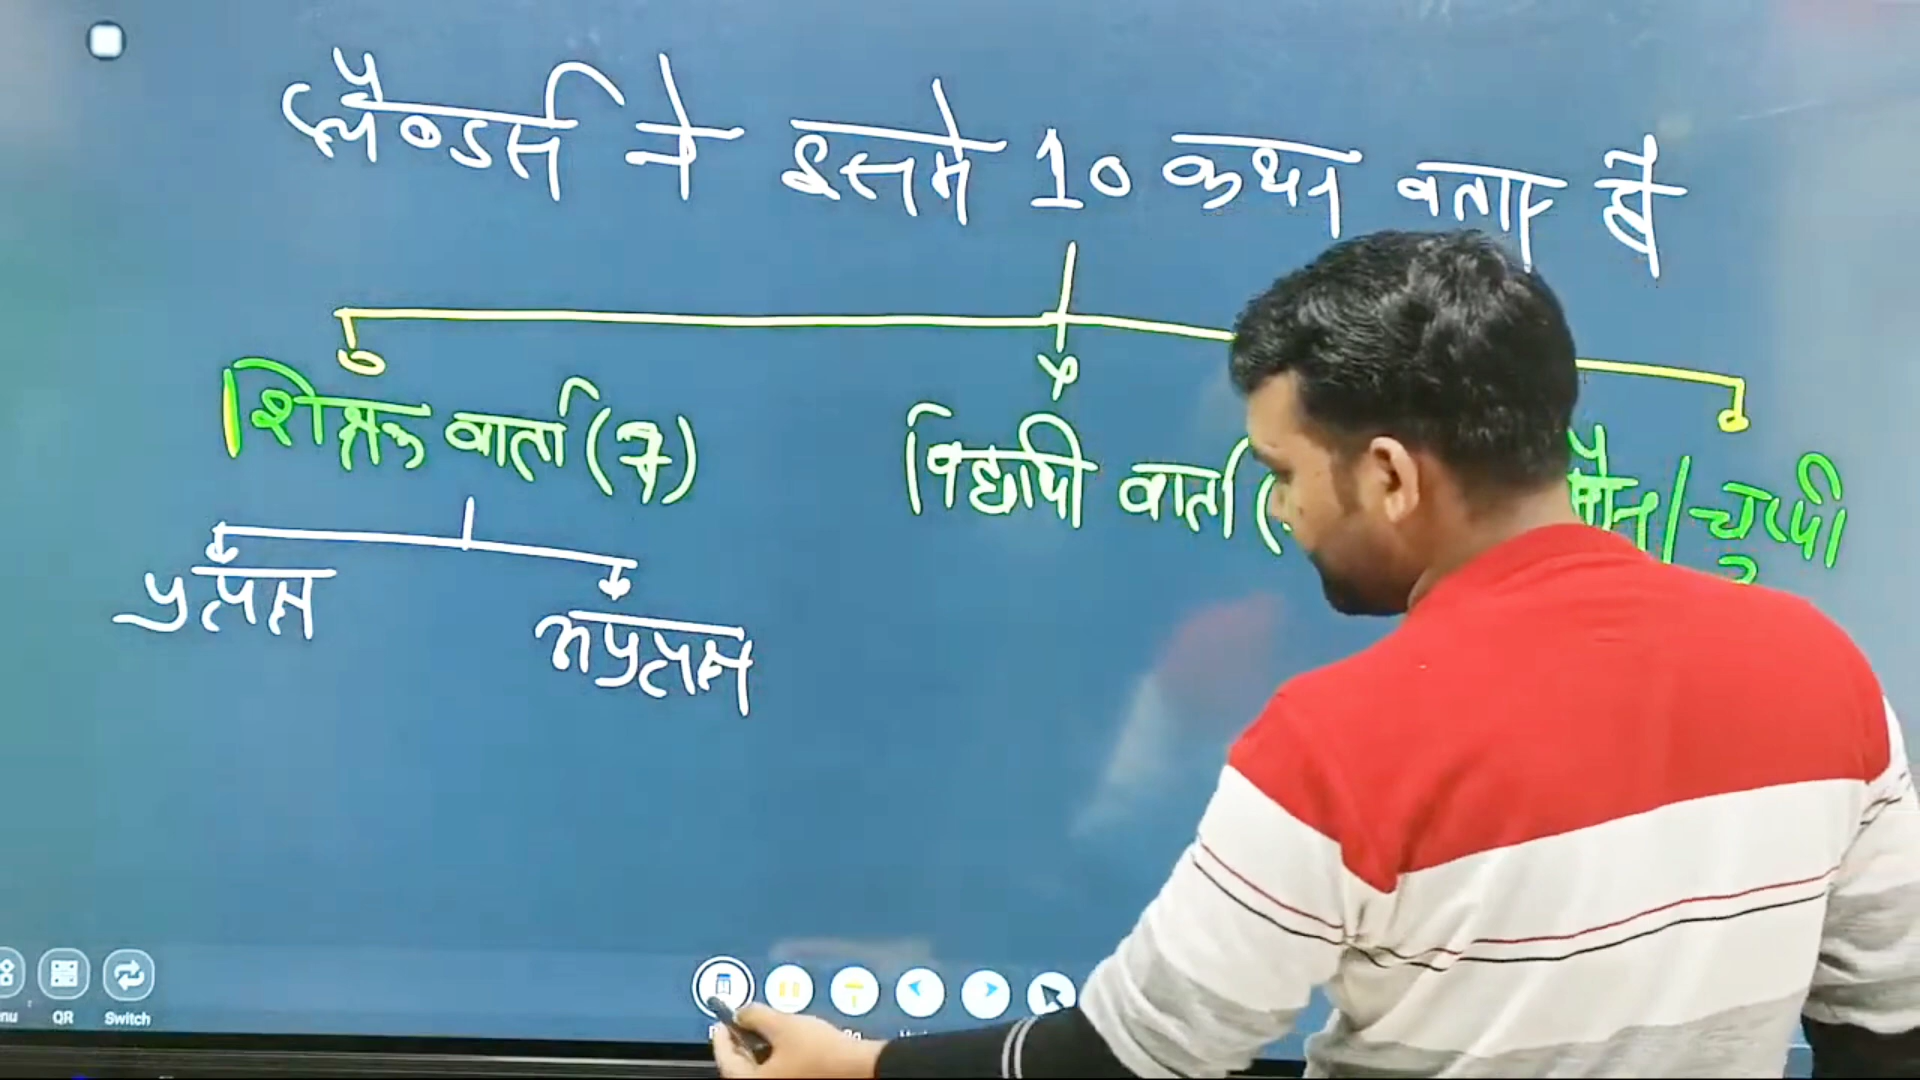 फ्लैण्डर्स ने इसमे 10 कथन बताए है
शिक्षक वार्ता (7) विद्यार्थी वार्ता ( मौन/चुप्पी
प्रत्यक्ष अप्रत्यक्ष
QR Switch